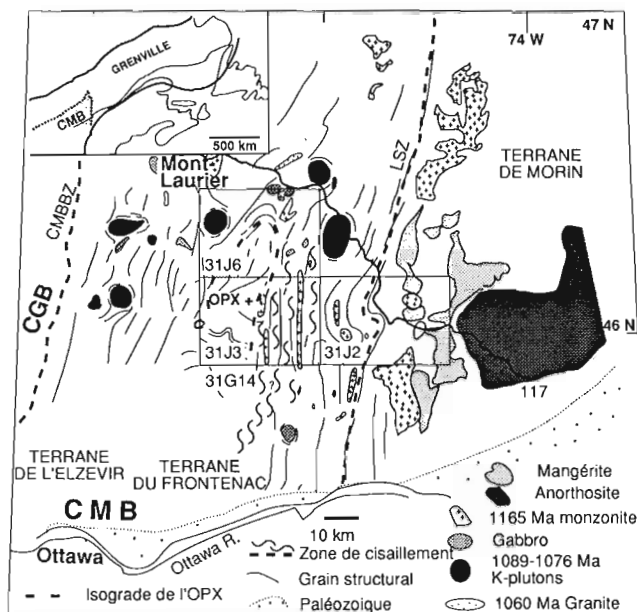 47 N
74 W
GRENVILLE
CMB
500 km
Mont
Laurier
LSZ
TERRANE
DE MORIN
CMBBZ
CGB
31J6
OPX +
46 N
31J3
31J2
31G14
117
TERRANE
DE L'ELZEVIR
TERRANE
DU FRONTENAC
CMB
Ottawa
Ottawa R.
10 km
Mangérite
Anorthosite
1165 Ma monzonite
Gabbro
1089-1076 Ma
K-plutons
1060 Ma Granite
Zone de cisaillement
Grain structural
Paléozoique
Isograde de l'OPX